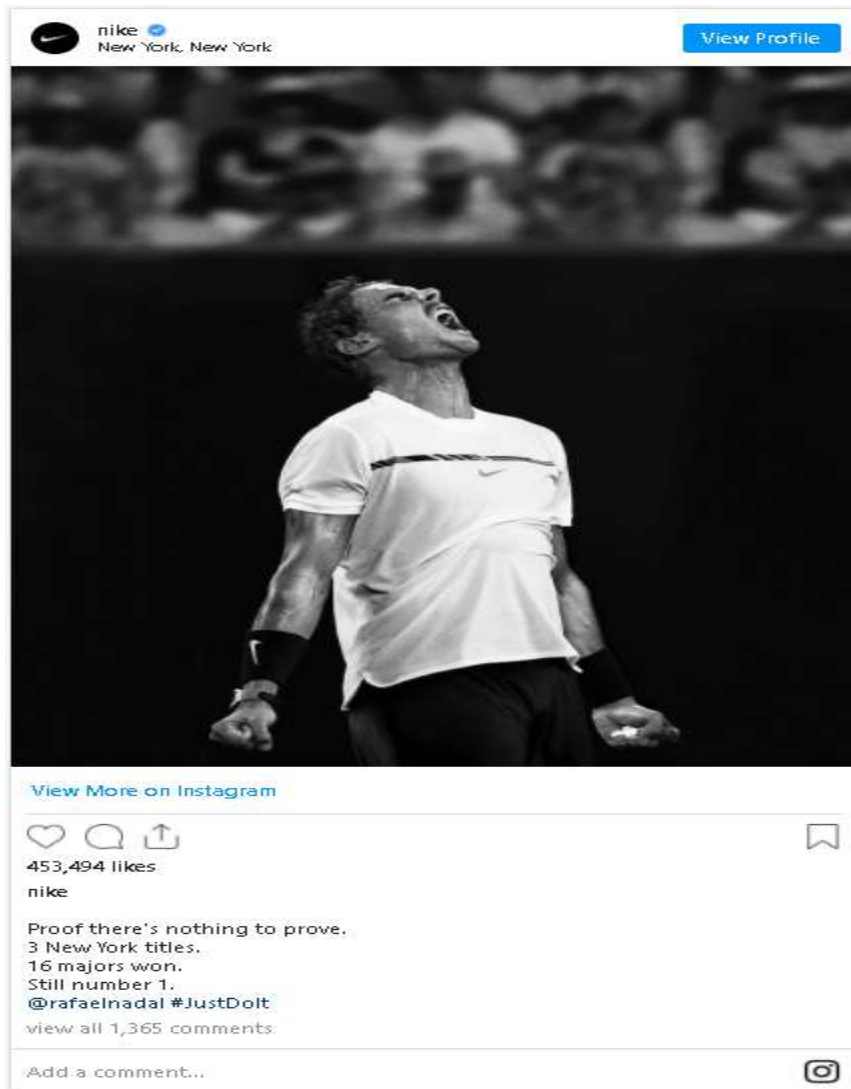 nike
New York, New York
View Profile
View More on Instagram
453,494 likes
nike
Proof there's nothing to prove.
3 New York titles.
16 majors won.
Still number 1.
@rafaelnadal #JustDoIt
view all 1,365 comments
Add a comment...